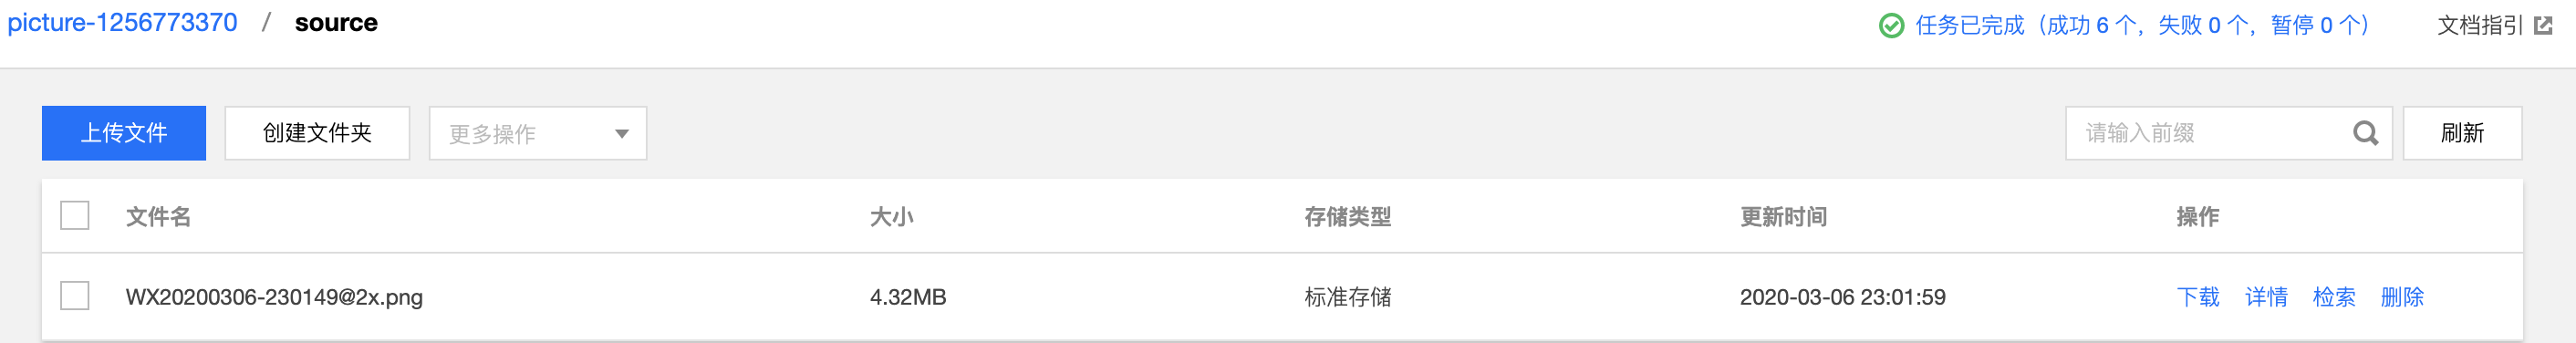 picture-1256773370 / source 任务已完成（成功 6 个，失败 0 个，暂停 0 个） 文档指引
上传文件 创建文件夹 更多操作 请输入前缀 刷新
文件名 大小 存储类型 更新时间 操作
WX20200306-230149@2x.png 4.32MB 标准存储 2020-03-06 23:01:59 下载 详情 检索 删除